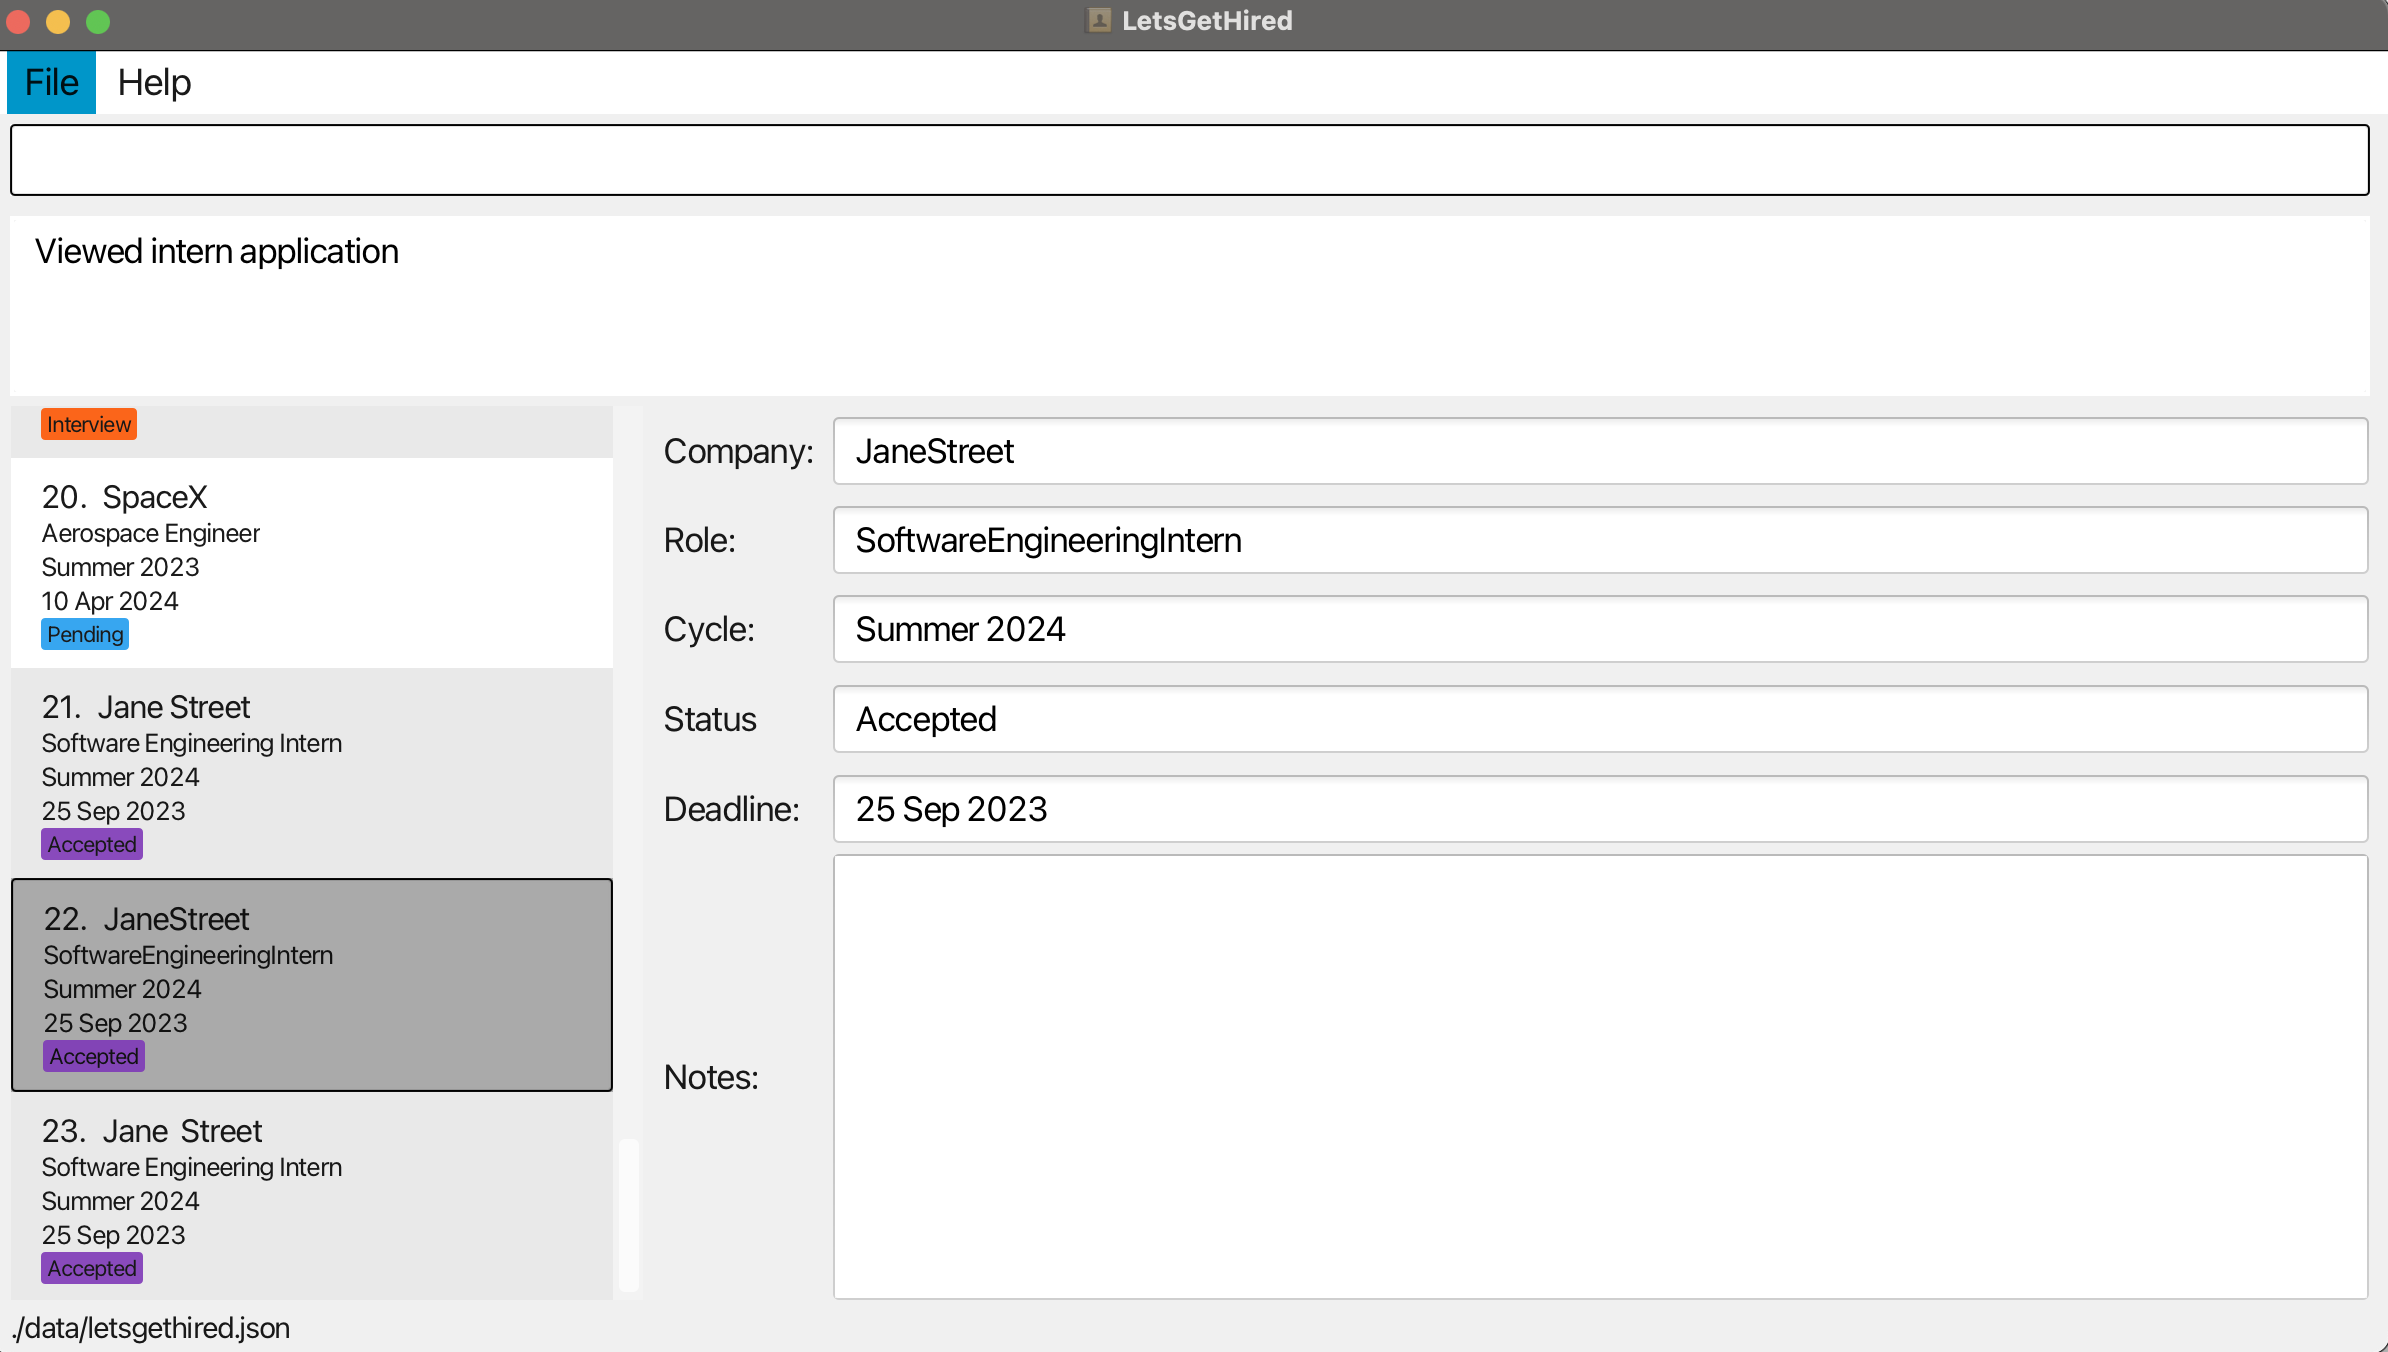 LetsGetHired
File Help
Viewed intern application
Interview
20. SpaceX
Aerospace Engineer
Summer 2023
10 Apr 2024
Pending
21. Jane Street
Software Engineering Intern
Summer 2024
25 Sep 2023
Accepted
22. JaneStreet
SoftwareEngineeringIntern
Summer 2024
25 Sep 2023
Accepted
23. Jane  Street
Software Engineering Intern
Summer 2024
25 Sep 2023
Accepted
Company: JaneStreet
Role: SoftwareEngineeringIntern
Cycle: Summer 2024
Status Accepted
Deadline: 25 Sep 2023
Notes:
./data/letsgethired.json